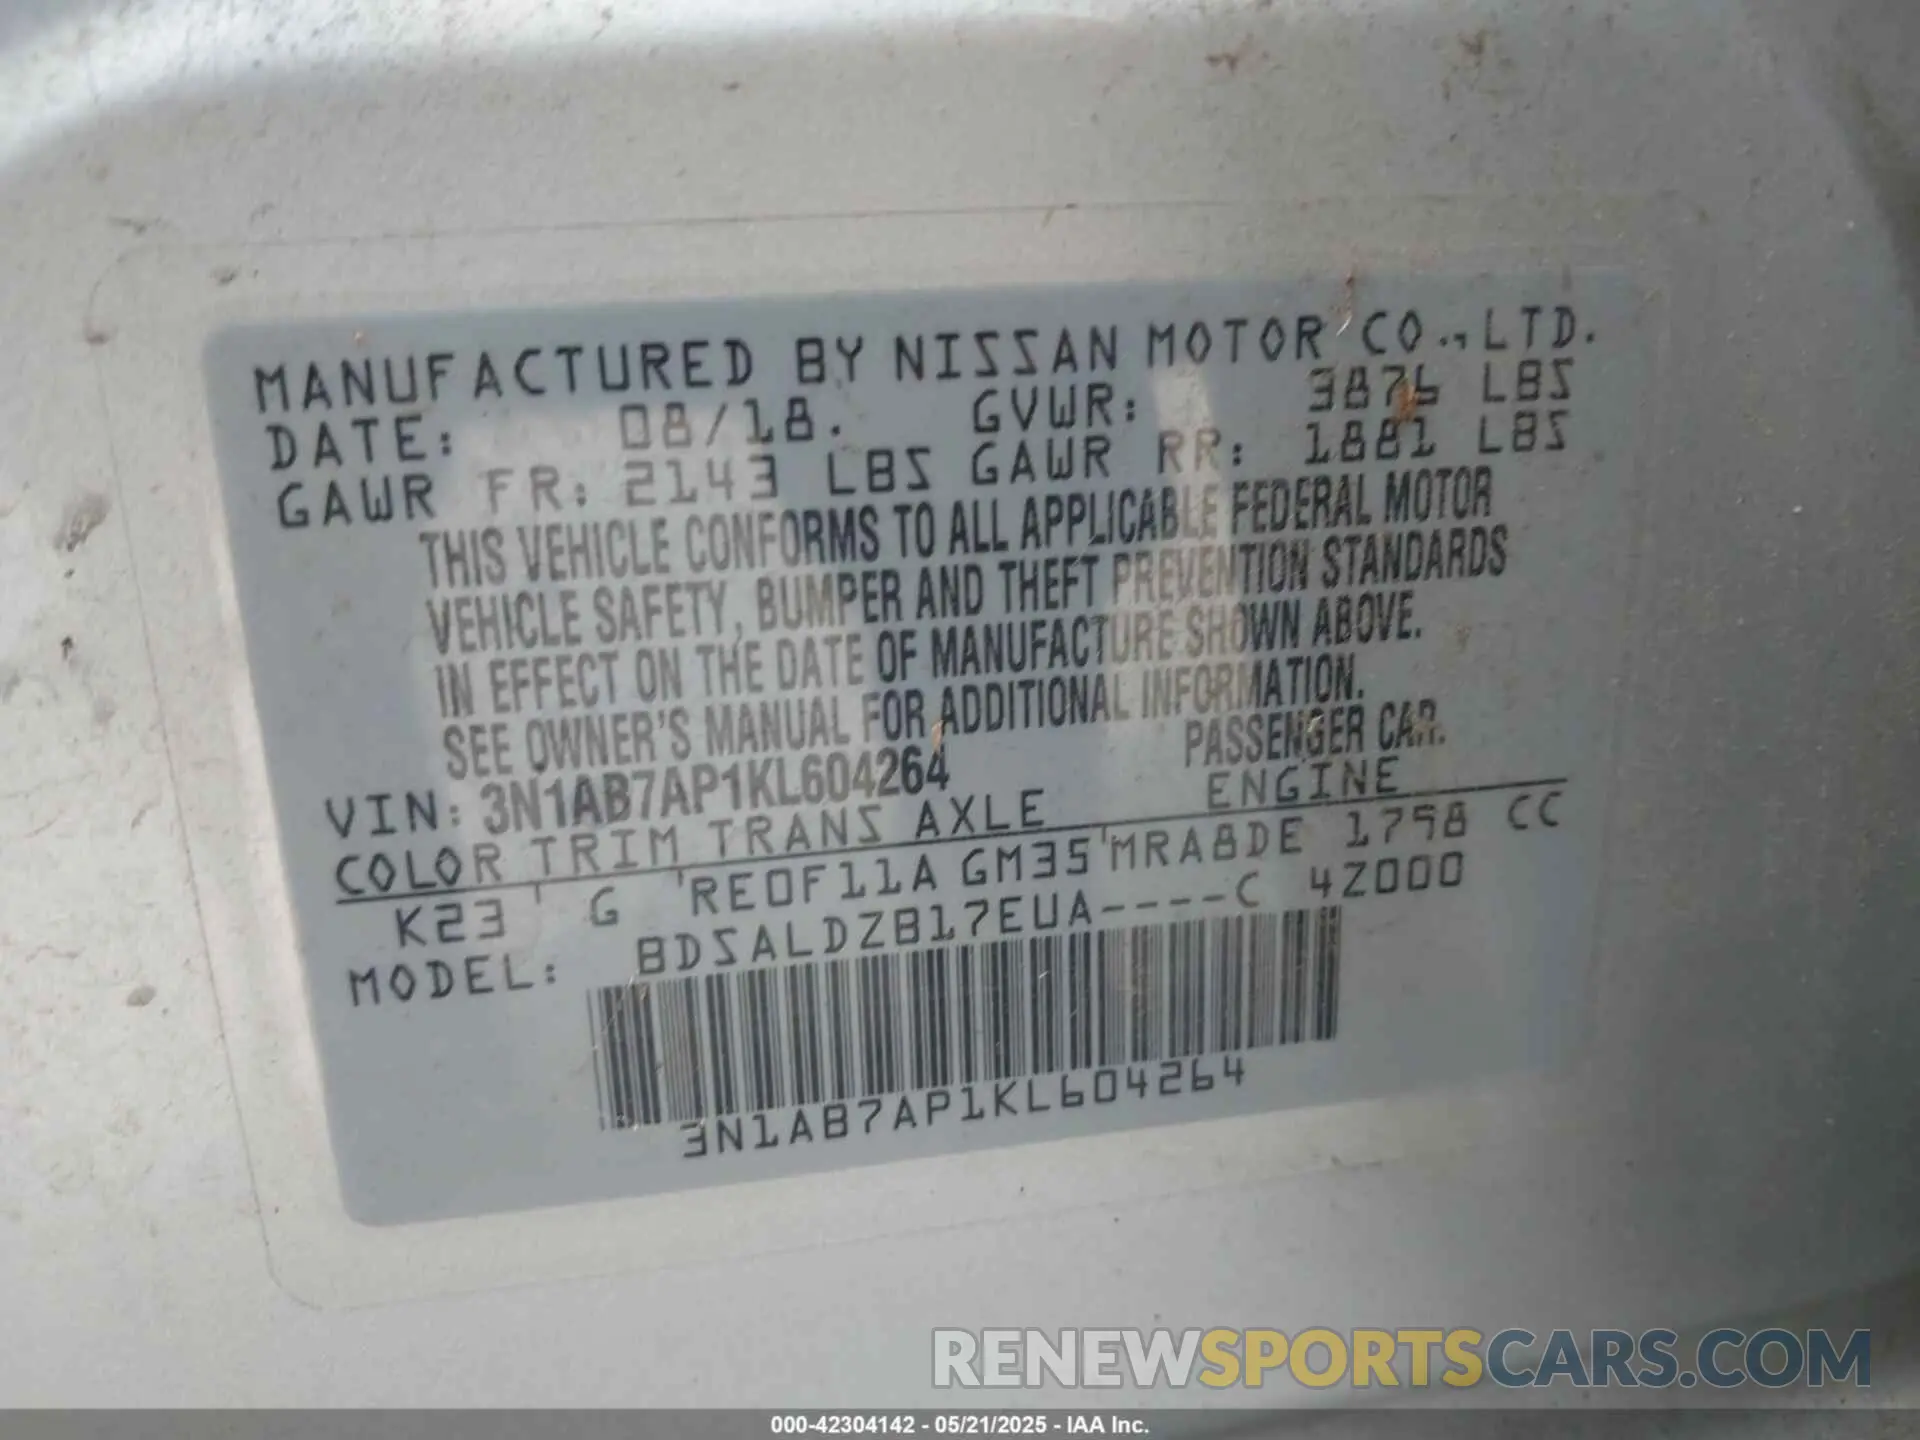 MANUFACTURED BY NISSAN MOTOR CO.,LTD.
DATE: 08/18. GVWR: 3876 LBS
GAWR FR: 2143 LBS GAWR RR: 1881 LBS
THIS VEHICLE CONFORMS TO ALL APPLICABLE FEDERAL MOTOR
VEHICLE SAFETY, BUMPER AND THEFT PREVENTION STANDARDS
IN EFFECT ON THE DATE OF MANUFACTURE SHOWN ABOVE.
SEE OWNER'S MANUAL FOR ADDITIONAL INFORMATION.
PASSENGER CAR.
VIN: 3N1AB7AP1KL604264
COLOR TRIM TRANS AXLE ENGINE
K23 ' G 'RE0F11A GM35'MRA8DE 1798 CC
MODEL: BDSALDZB17EUA----C 4Z000
3N1AB7AP1KL604264
RENEWSPORTSCARS.COM
000-42304142 - 05/21/2025 - IAA Inc.